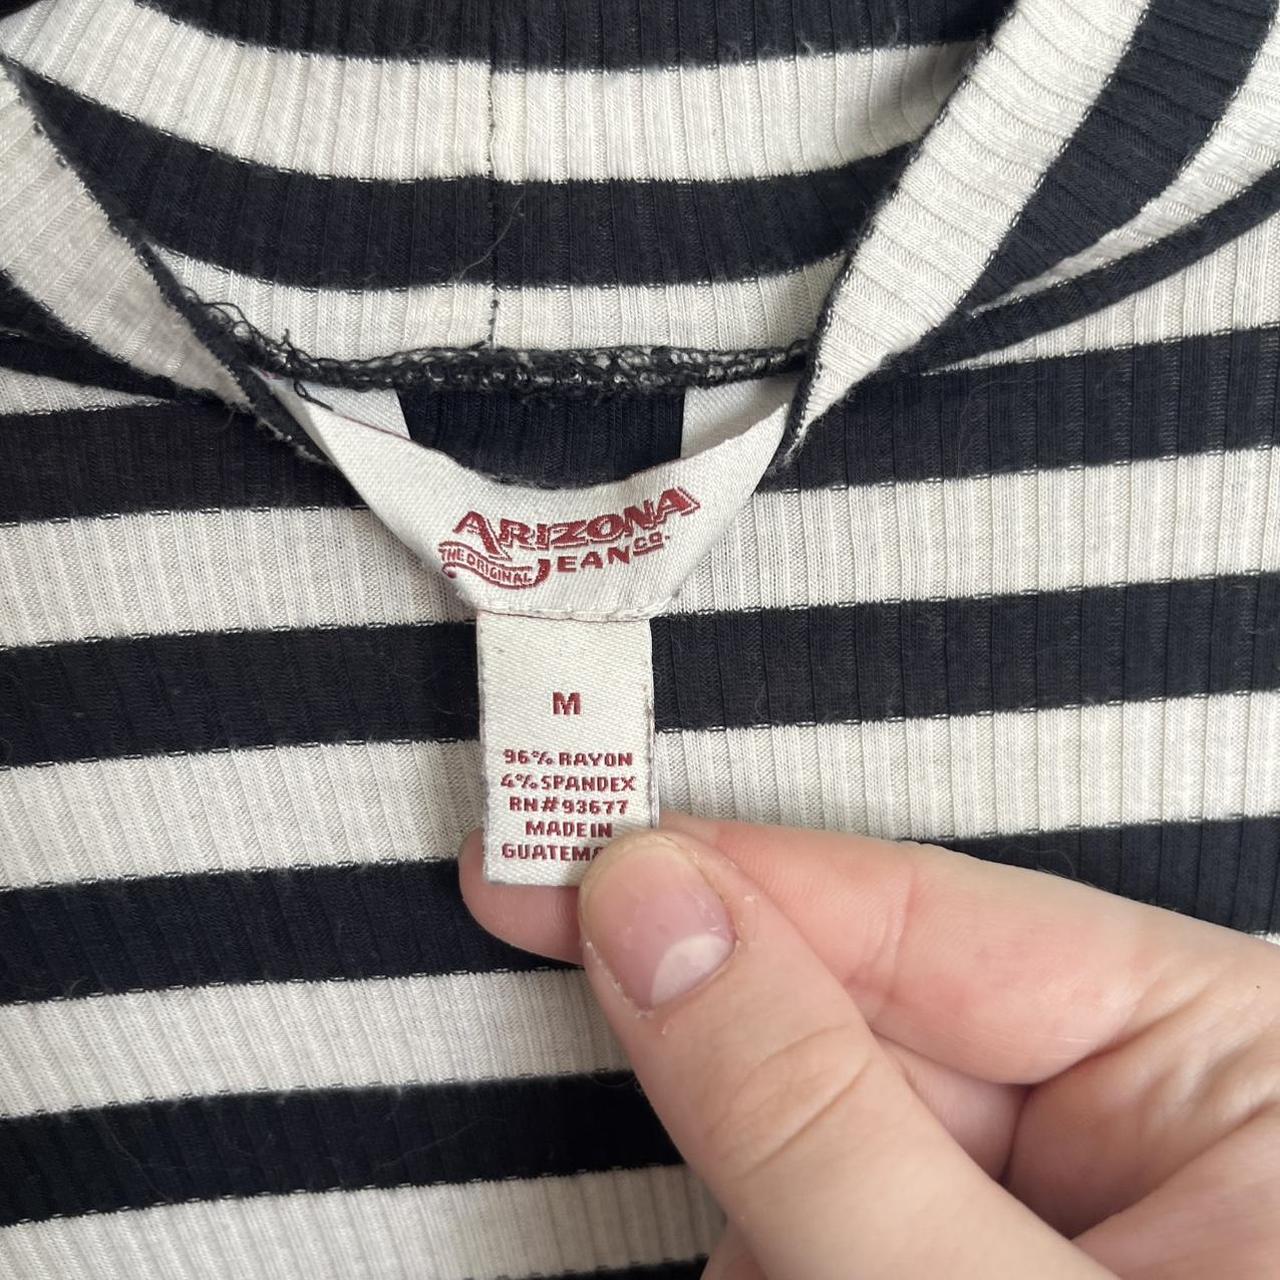 ARIZONA
THE ORIGINAL JEAN CO.
M
96% RAYON
4% SPANDEX
RN#93677
MADE IN